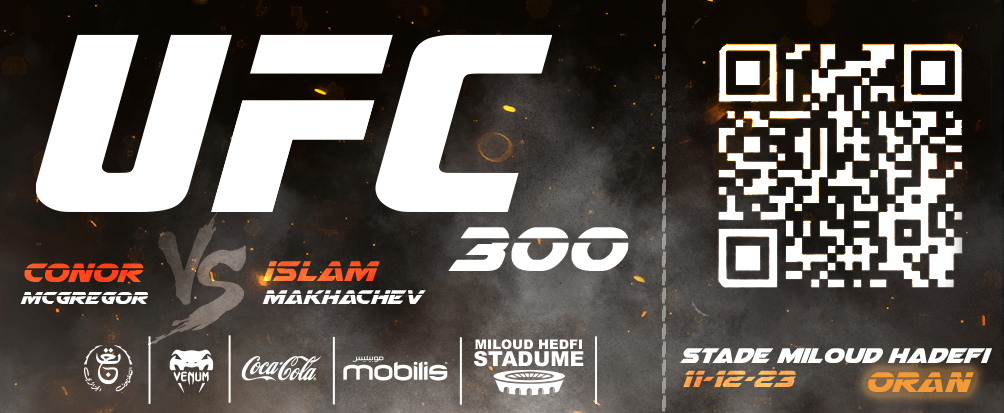 UFC
300
CONOR
MCGREGOR
VS
ISLAM
MAKHACHEV
VENUM
Coca-Cola
موبيليس
mobilis
MILOUD HEDFI
STADUME
STADE MILOUD HADEFI
11-12-23
ORAN